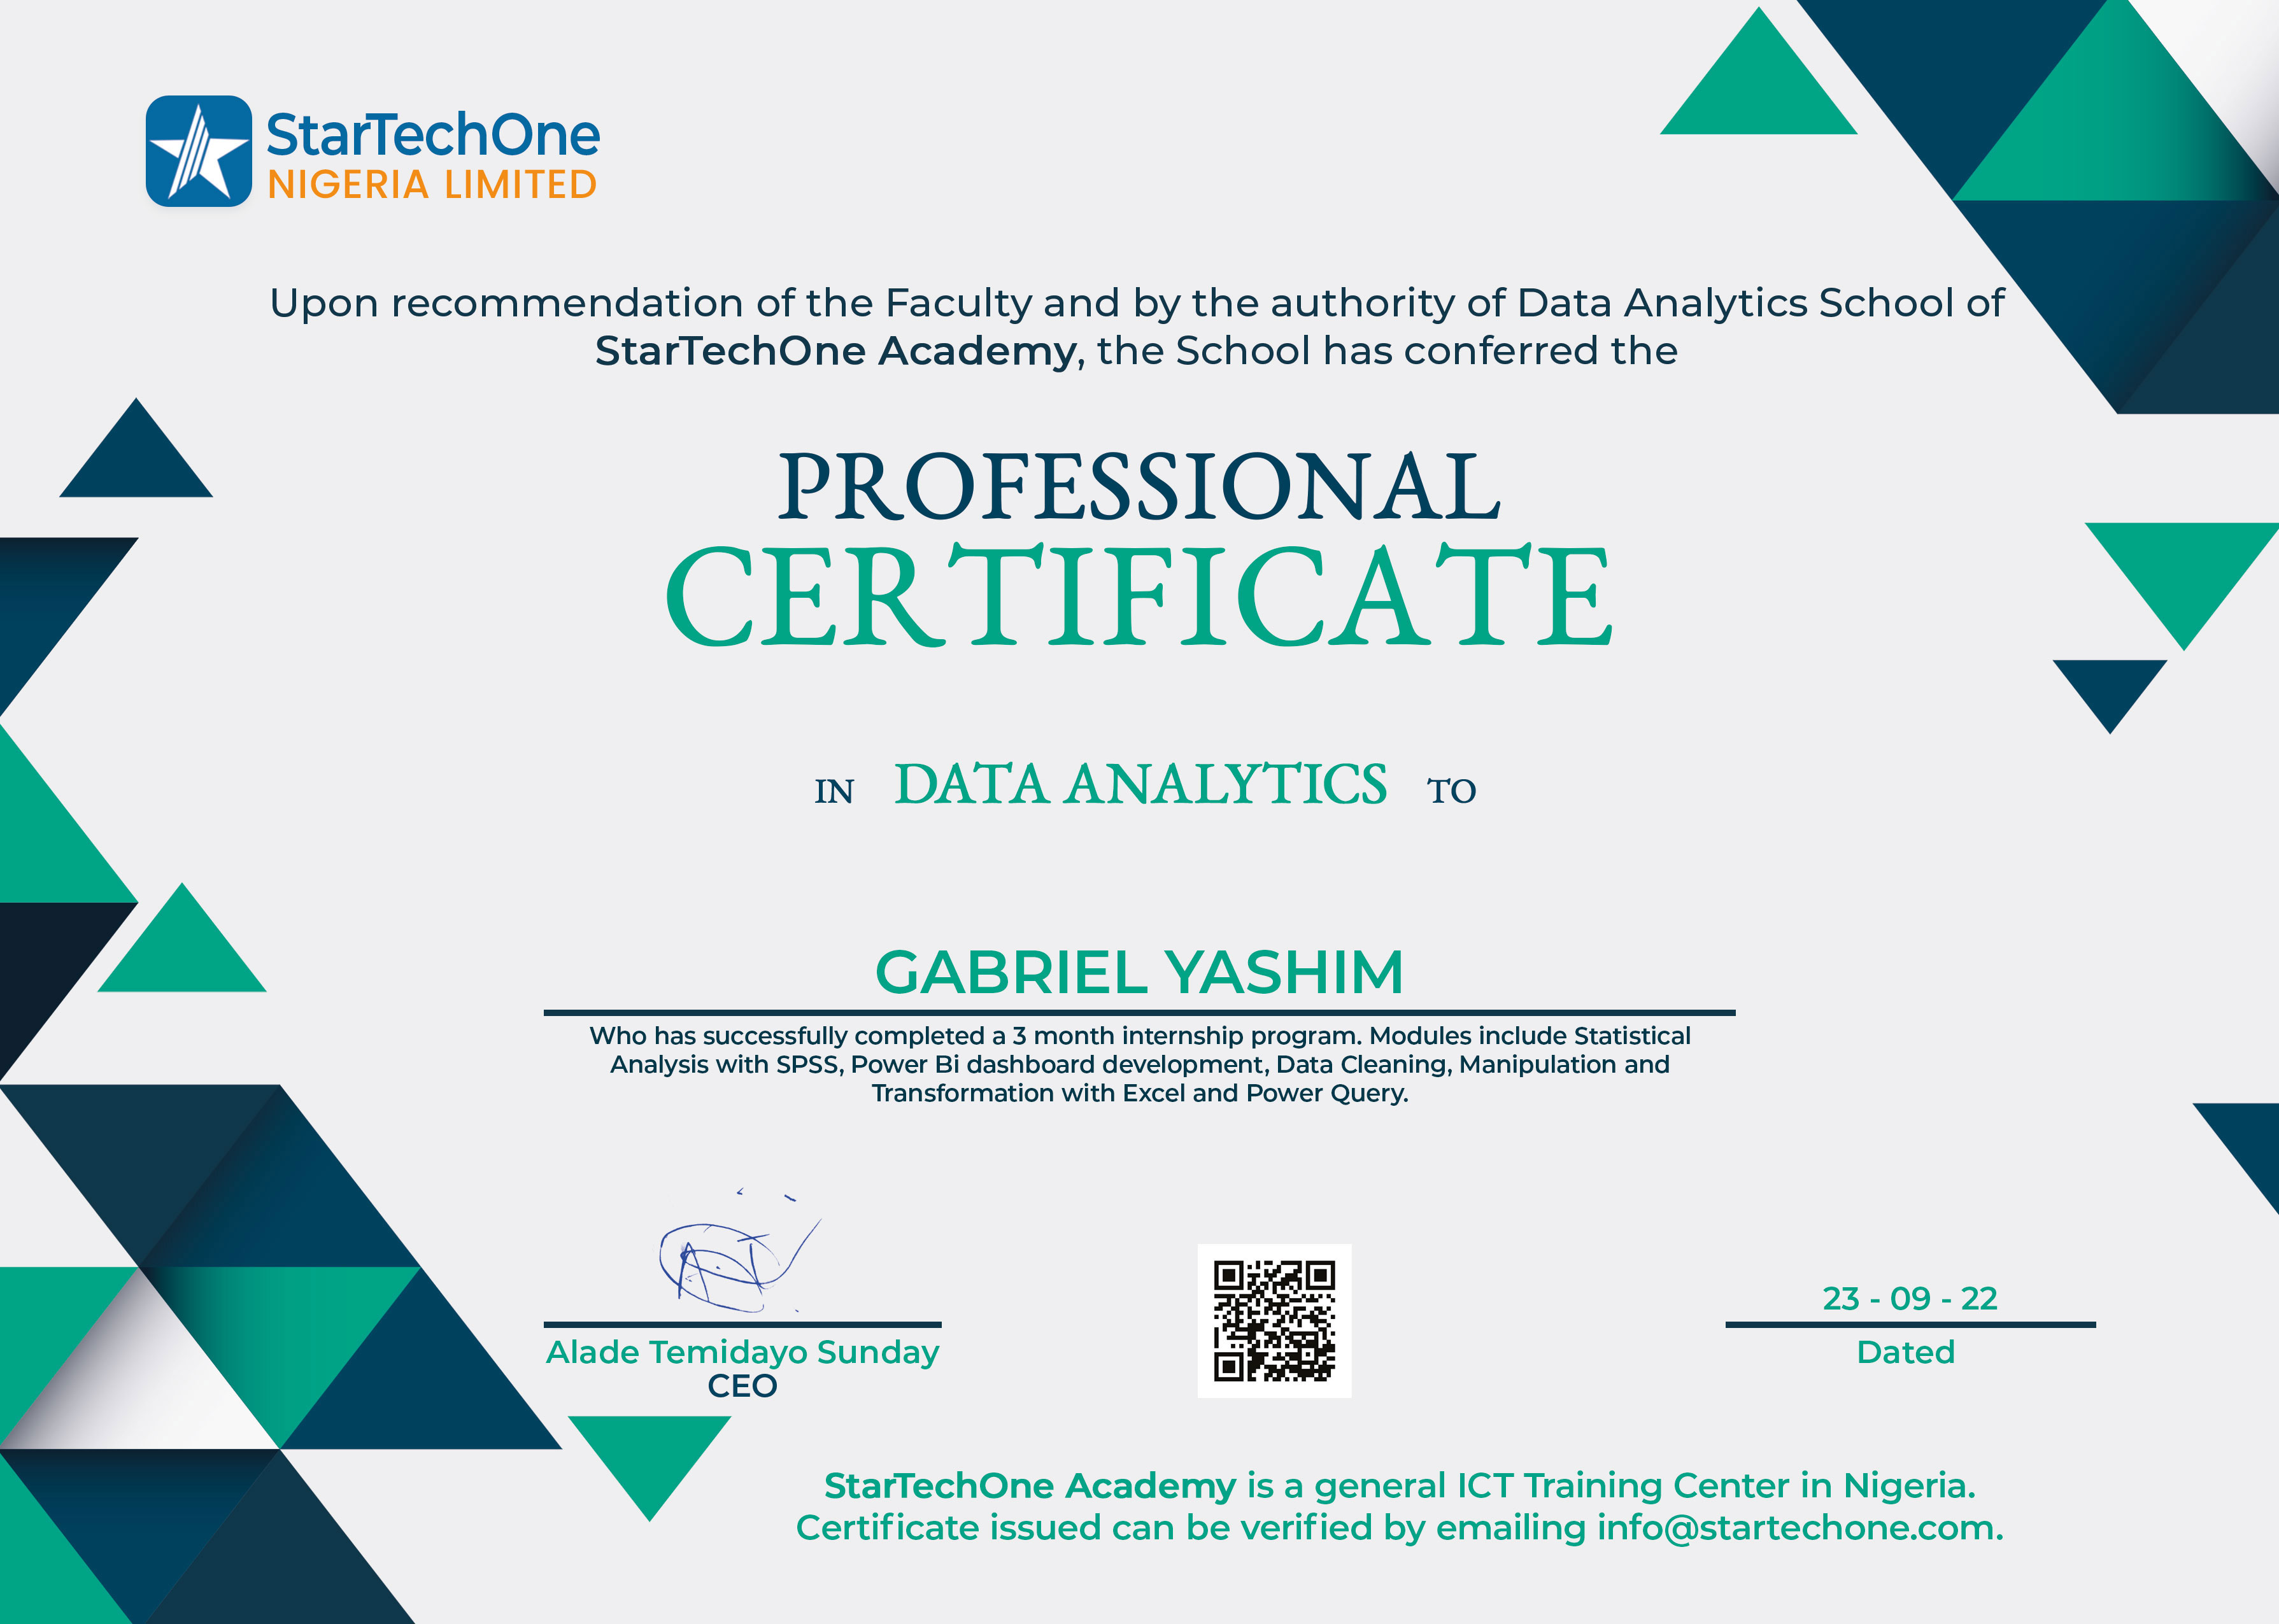 StarTechOne
NIGERIA LIMITED
Upon recommendation of the Faculty and by the authority of Data Analytics School of
StarTechOne Academy, the School has conferred the
PROFESSIONAL
CERTIFICATE
IN DATA ANALYTICS TO
GABRIEL YASHIM
Who has successfully completed a 3 month internship program. Modules include Statistical
Analysis with SPSS, Power Bi dashboard development, Data Cleaning, Manipulation and
Transformation with Excel and Power Query.
23 - 09 - 22
Alade Temidayo Sunday
CEO
Dated
StarTechOne Academy is a general ICT Training Center in Nigeria.
Certificate issued can be verified by emailing info@startechone.com.